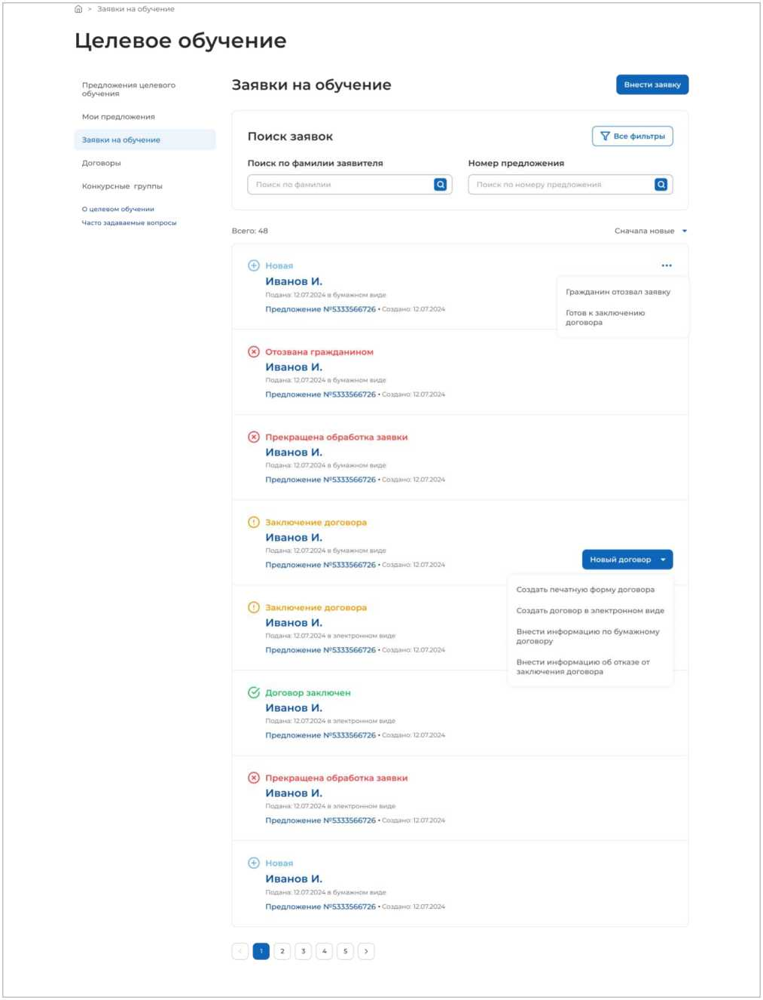 > Заявки на обучение
Целевое обучение
Предложения целевого
обучения
Мои предложения
Заявки на обучение
Договоры
Конкурсные группы
О целевом обучении
Часто задаваемые вопросы
Заявки на обучение
Внести заявку
Поиск заявок
Все фильтры
Поиск по фамилии заявителя
Номер предложения
Поиск по фамилии
Поиск по номеру предложения
Всего: 48
Сначала новые
Новая
Иванов И.
Подана: 12.07.2024 в бумажном виде
Предложение №5333566726 • Создано: 12.07.2024
Гражданин отозвал заявку
Готов к заключению
договора
Отозвана гражданином
Иванов И.
Подана: 12.07.2024 в бумажном виде
Предложение №5333566726 • Создано: 12.07.2024
Прекращена обработка заявки
Иванов И.
Подана: 12.07.2024 в бумажном виде
Предложение №5333566726 • Создано: 12.07.2024
Заключение договора
Иванов И.
Подана: 12.07.2024 в бумажном виде
Предложение №5333566726 • Создано: 12.07.2024
Новый договор
Создать печатную форму договора
Создать договор в электронном виде
Внести информацию по бумажному
договору
Внести информацию об отказе от
заключения договора
Заключение договора
Иванов И.
Подана: 12.07.2024 в электронном виде
Предложение №5333566726 • Создано: 12.07.2024
Договор заключен
Иванов И.
Подана: 12.07.2024 в электронном виде
Предложение №5333566726 • Создано: 12.07.2024
Прекращена обработка заявки
Иванов И.
Подана: 12.07.2024 в электронном виде
Предложение №5333566726 • Создано: 12.07.2024
Новая
Иванов И.
Подана: 12.07.2024 в бумажном виде
Предложение №5333566726 • Создано: 12.07.2024
< 1 2 3 4 5 >